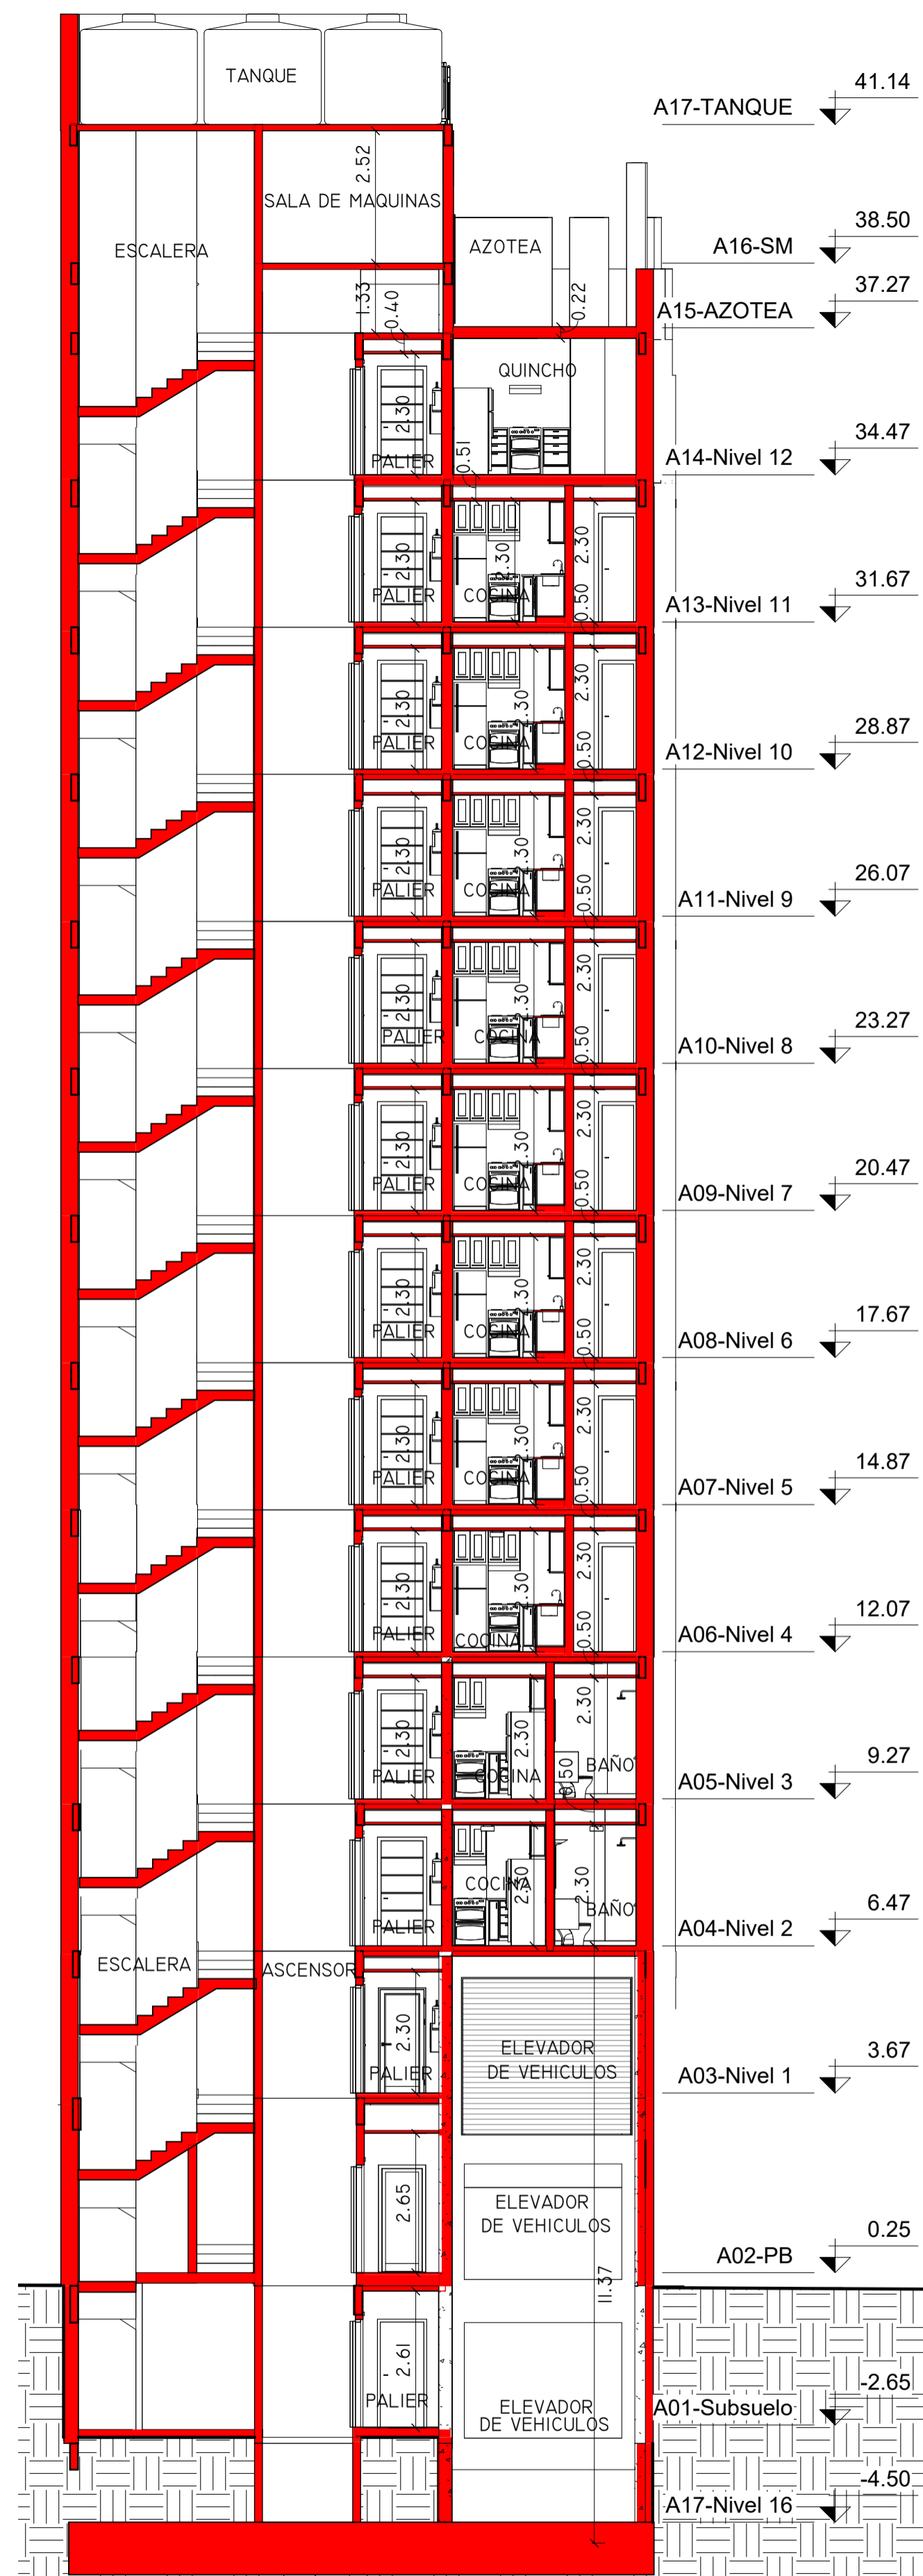 TANQUE
41.14
A17-TANQUE
2.52
SALA DE MAQUINAS
ESCALERA
AZOTEA
38.50
A16-SM
1.33
0.40
0.22
37.27
A15-AZOTEA
QUINCHO
2.30
PALIER
0.51
34.47
A14-Nivel 12
2.30
PALIER
2.30
COCINA
2.30
0.50
31.67
A13-Nivel 11
2.30
PALIER
2.30
COCINA
2.30
0.50
28.87
A12-Nivel 10
2.30
PALIER
2.30
COCINA
2.30
0.50
26.07
A11-Nivel 9
2.30
PALIER
2.30
COCINA
2.30
0.50
23.27
A10-Nivel 8
2.30
PALIER
2.30
COCINA
2.30
0.50
20.47
A09-Nivel 7
2.30
PALIER
2.30
COCINA
2.30
0.50
17.67
A08-Nivel 6
2.30
PALIER
2.30
COCINA
2.30
0.50
14.87
A07-Nivel 5
2.30
PALIER
2.30
COCINA
2.30
0.50
12.07
A06-Nivel 4
2.30
PALIER
2.30
COCINA
2.30
BAÑO
0.50
9.27
A05-Nivel 3
PALIER
COCINA
2.30
2.30
BAÑO
6.47
A04-Nivel 2
ESCALERA
ASCENSOR
2.30
PALIER
ELEVADOR
DE VEHICULOS
3.67
A03-Nivel 1
2.65
ELEVADOR
DE VEHICULOS
0.25
A02-PB
11.37
2.61
PALIER
ELEVADOR
DE VEHICULOS
-2.65
A01-Subsuelo
-4.50
A17-Nivel 16